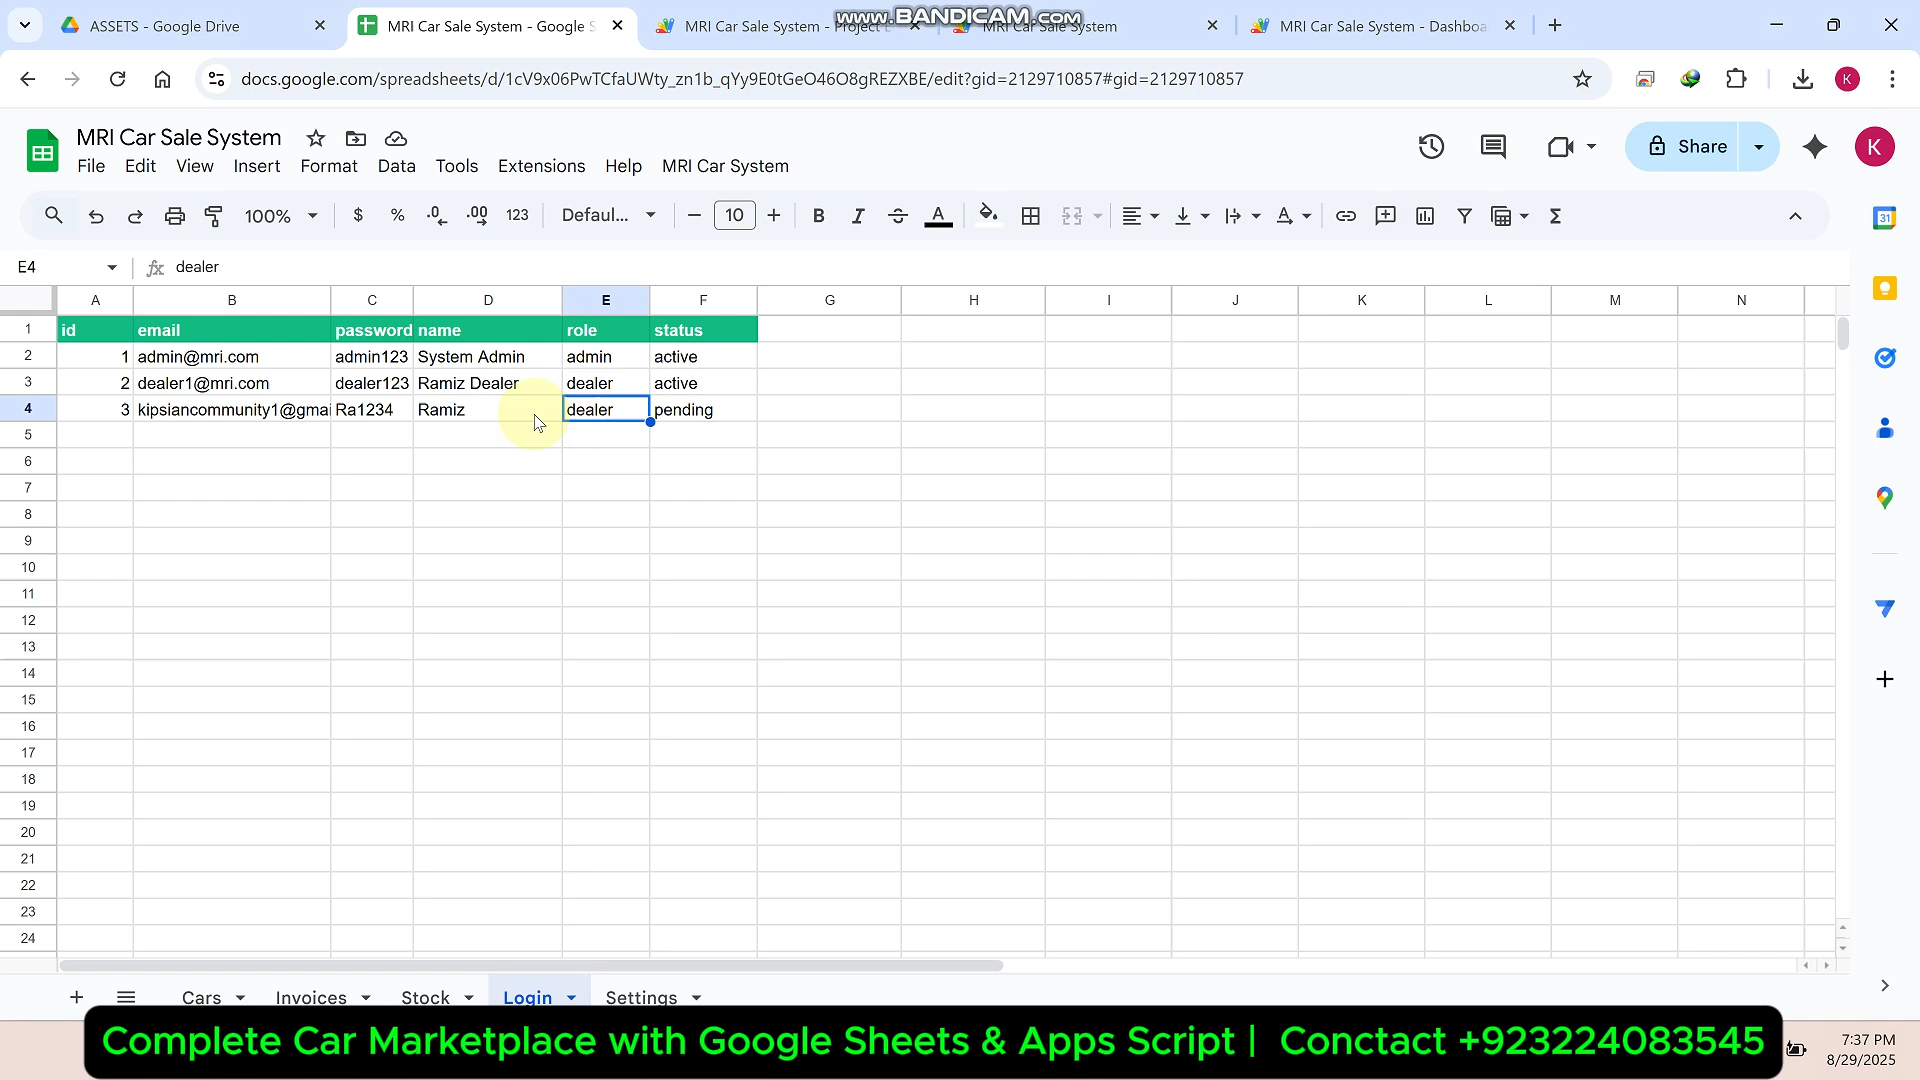 ASSETS - Google Drive
MRI Car Sale System - Google S
MRI Car Sale System - Project E
MRI Car Sale System
MRI Car Sale System - Dashboa
www.BANDICAM.com
docs.google.com/spreadsheets/d/1cV9x06PwTCfaUWty_zn1b_qYy9E0tGeO46O8gREZXBE/edit?gid=2129710857#gid=2129710857
K
MRI Car Sale System
File Edit View Insert Format Data Tools Extensions Help MRI Car System
Share
K
100% $ % .0 .00 123 Defaul... 10 B I A
31
E4 fx dealer
A B C D E F G H I J K L M N
1 id email password name role status
2 1 admin@mri.com admin123 System Admin admin active
3 2 dealer1@mri.com dealer123 Ramiz Dealer dealer active
4 3 kipsiancommunity1@gmai Ra1234 Ramiz dealer pending
5
6
7
8
9
10
11
12
13
14
15
16
17
18
19
20
21
22
23
24
Cars Invoices Stock Login Settings
Complete Car Marketplace with Google Sheets & Apps Script | Conctact +923224083545
7:37 PM
8/29/2025